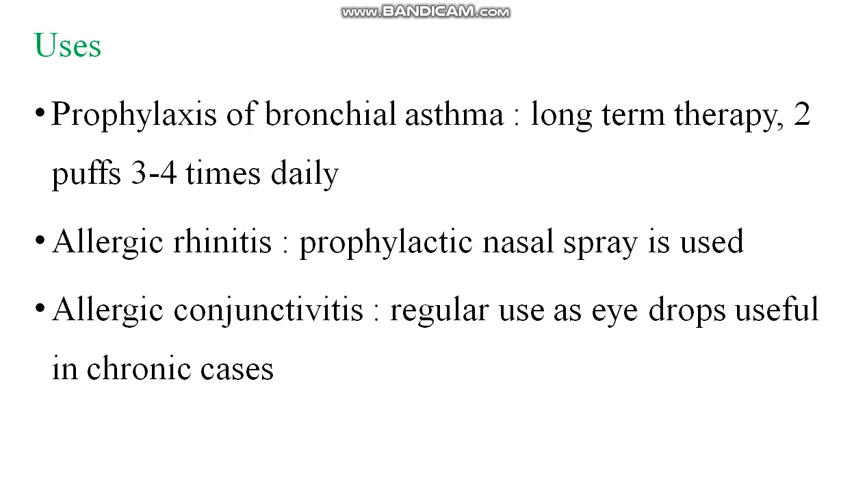 www.BANDICAM.com
Uses
•Prophylaxis of bronchial asthma : long term therapy, 2
puffs 3-4 times daily
•Allergic rhinitis : prophylactic nasal spray is used
•Allergic conjunctivitis : regular use as eye drops useful
in chronic cases